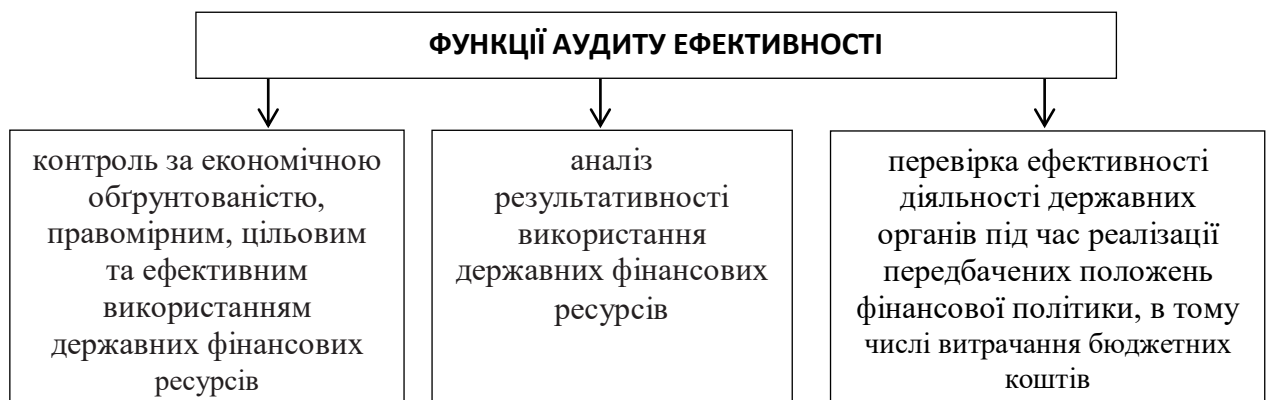 ФУНКЦІЇ АУДИТУ ЕФЕКТИВНОСТІ
контроль за економічною
обґрунтованістю,
правомірним, цільовим
та ефективним
використанням
державних фінансових
ресурсів
аналіз
результативності
використання
державних фінансових
ресурсів
перевірка ефективності
діяльності державних
органів під час реалізації
передбачених положень
фінансової політики, в тому
числі витрачання бюджетних
коштів